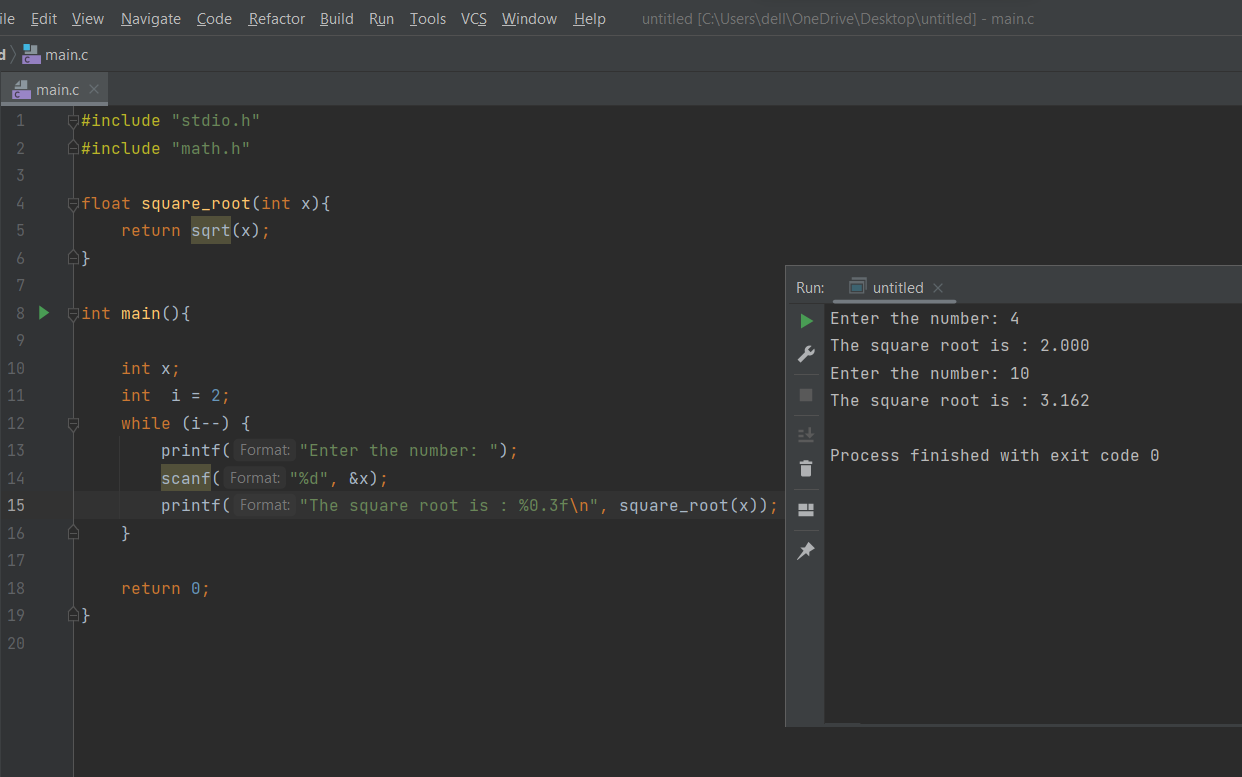 ile Edit View Navigate Code Refactor Build Run Tools VCS Window Help untitled [C:\Users\dell\OneDrive\Desktop\untitled] - main.c
d main.c
main.c
1 #include "stdio.h"
2 #include "math.h"
3
4 float square_root(int x){
5     return sqrt(x);
6 }
7
8 int main(){
9
10     int x;
11     int  i = 2;
12     while (i--) {
13         printf( Format: "Enter the number: ");
14         scanf( Format: "%d", &x);
15         printf( Format: "The square root is : %0.3f\n", square_root(x));
16     }
17
18     return 0;
19 }
20
Run: untitled
Enter the number: 4
The square root is : 2.000
Enter the number: 10
The square root is : 3.162
Process finished with exit code 0